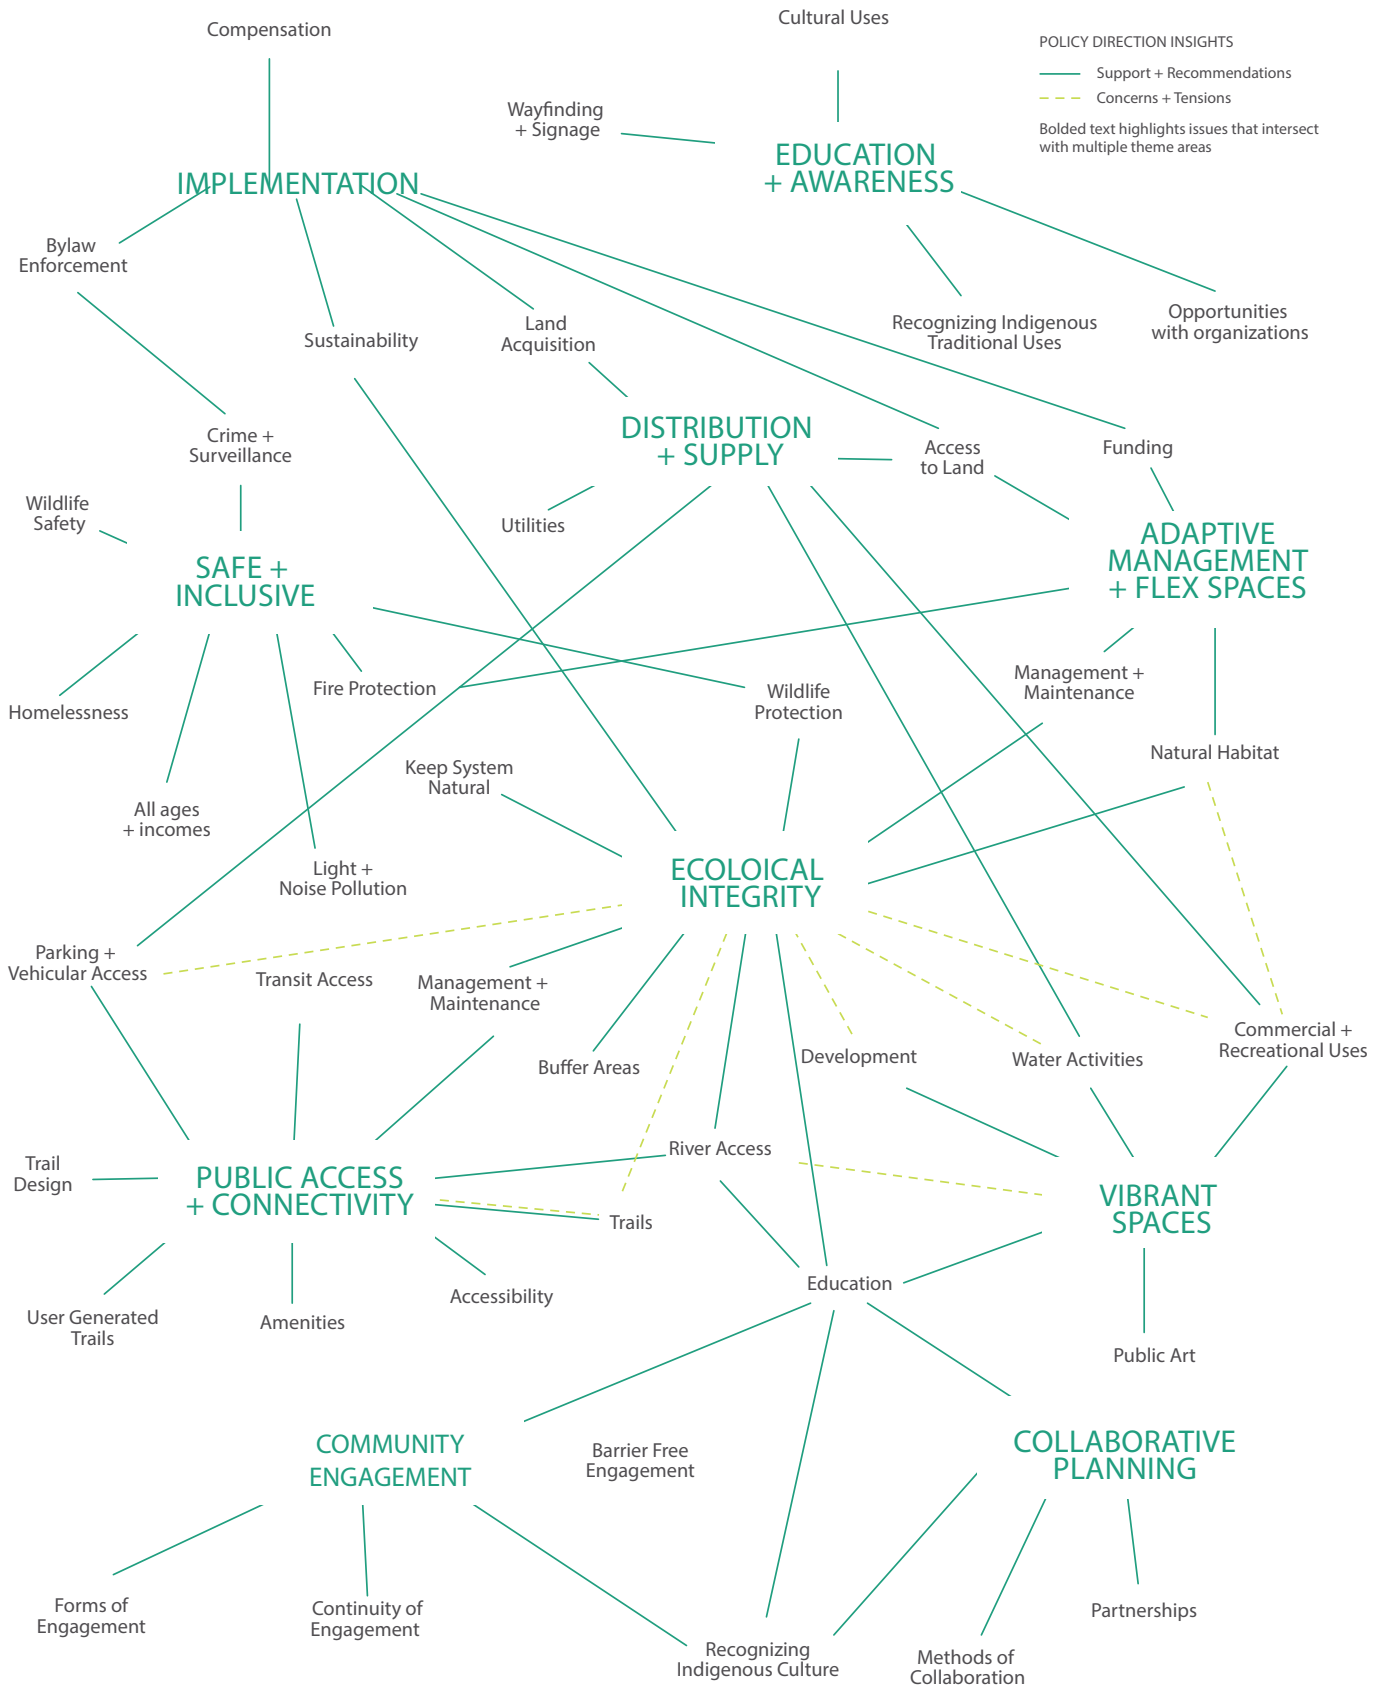 Compensation
Cultural Uses
POLICY DIRECTION INSIGHTS
Support + Recommendations
Concerns + Tensions
Bolded text highlights issues that intersect
with multiple theme areas
Wayfinding
+ Signage
EDUCATION
+ AWARENESS
IMPLEMENTATION
Bylaw
Enforcement
Sustainability
Land
Acquisition
Recognizing Indigenous
Traditional Uses
Opportunities
with organizations
Crime +
Surveillance
DISTRIBUTION
+ SUPPLY
Access
to Land
Funding
Wildlife
Safety
Utilities
ADAPTIVE
MANAGEMENT
+ FLEX SPACES
SAFE +
INCLUSIVE
Homelessness
Fire Protection
Wildlife
Protection
Management +
Maintenance
Natural Habitat
Keep System
Natural
All ages
+ incomes
Light +
Noise Pollution
ECOLOICAL
INTEGRITY
Parking +
Vehicular Access
Transit Access
Management +
Maintenance
Buffer Areas
Development
Water Activities
Commercial +
Recreational Uses
River Access
Trail
Design
PUBLIC ACCESS
+ CONNECTIVITY
Trails
VIBRANT
SPACES
User Generated
Trails
Amenities
Accessibility
Education
Public Art
COMMUNITY
ENGAGEMENT
Barrier Free
Engagement
COLLABORATIVE
PLANNING
Forms of
Engagement
Continuity of
Engagement
Recognizing
Indigenous Culture
Methods of
Collaboration
Partnerships